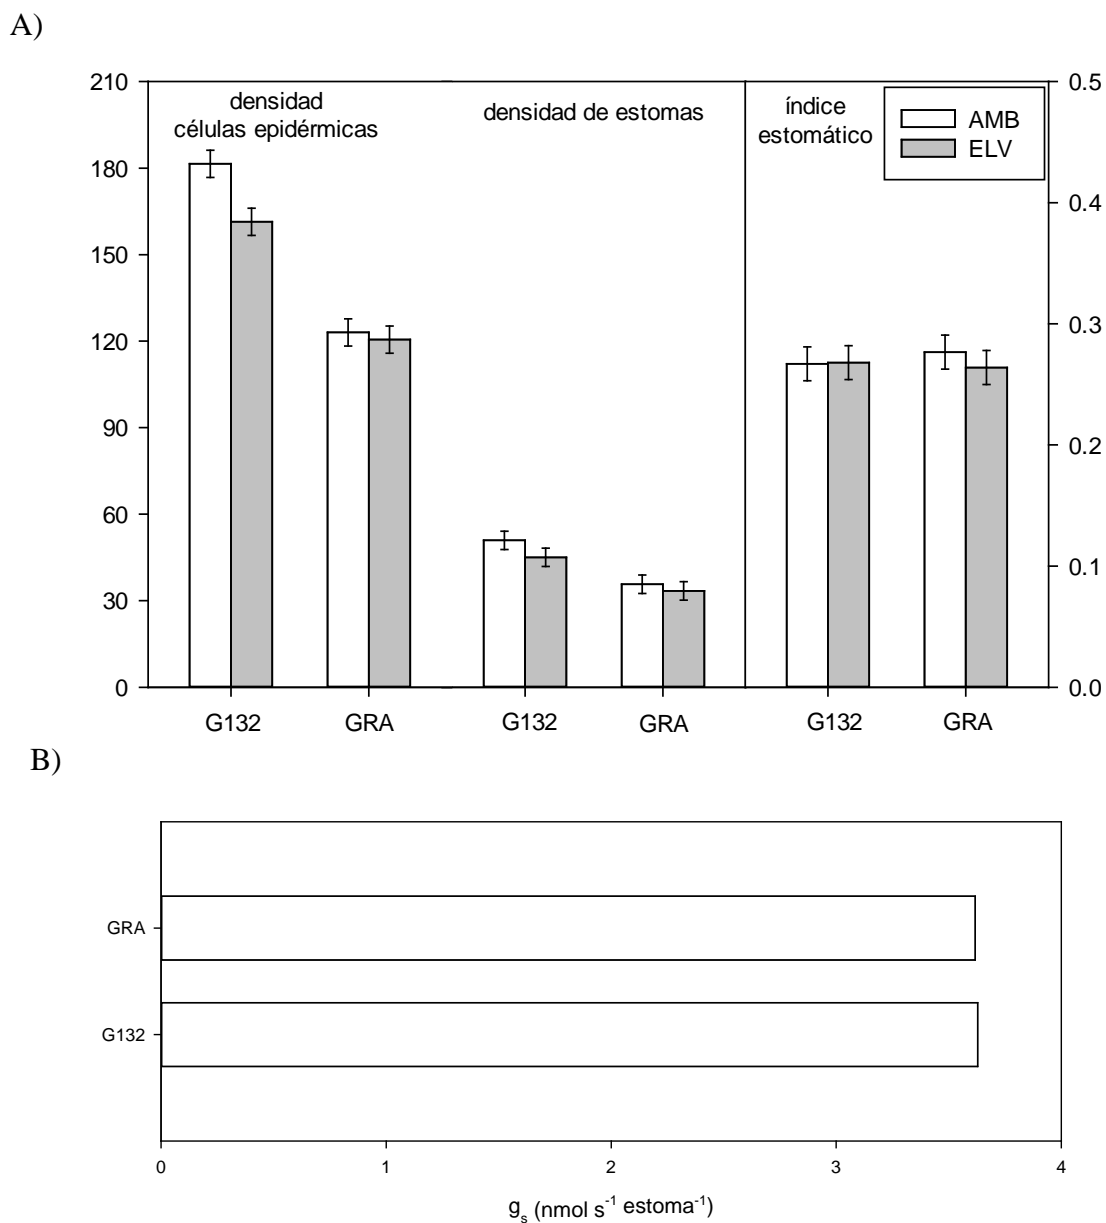 A)
densidad
células epidérmicas
densidad de estomas
índice
estomático
AMB
ELV
210
180
150
120
90
60
30
0
0.5
0.4
0.3
0.2
0.1
0.0
G132
GRA
G132
GRA
G132
GRA
B)
GRA
G132
0
1
2
3
4
gs (nmol s-1 estoma-1)